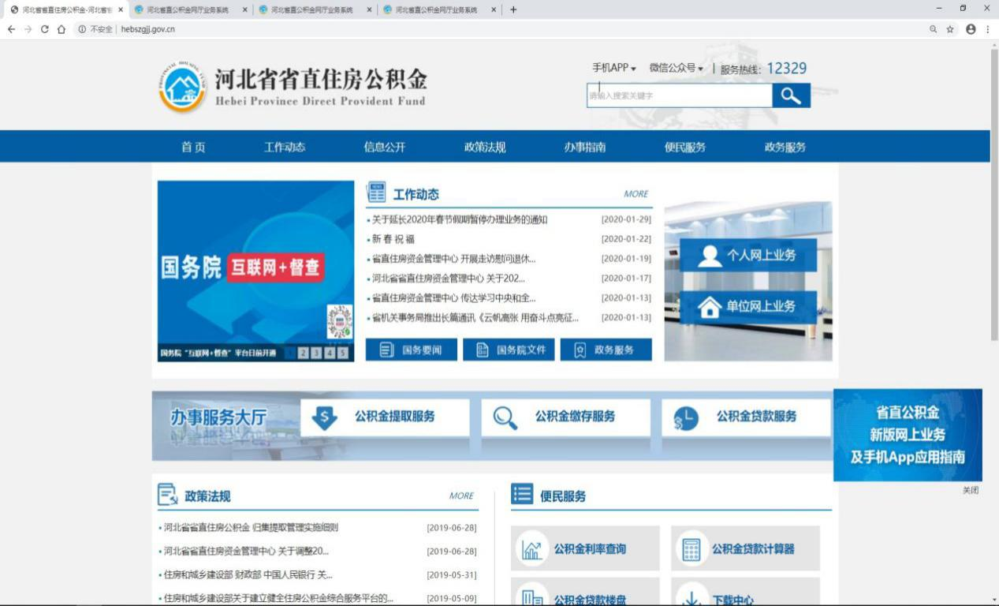 河北省省直住房公积金-河北省省
河北省直公积金网厅业务系统
河北省直公积金网厅业务系统
河北省直公积金网厅业务系统
不安全 | hebszgjj.gov.cn
河北省省直住房公积金
Hebei Province Direct Provident Fund
手机APP 微信公众号 | 服务热线：12329
请输入搜索关键字
首 页 工作动态 信息公开 政策法规 办事指南 便民服务 政务服务
国务院 互联网+督查
国务院“互联网+督查”平台日前开通 1 2 3 4 5
工作动态 MORE
关于延长2020年春节假期暂停办理业务的通知 [2020-01-29]
新 春 祝 福 [2020-01-22]
省直住房资金管理中心 开展走访慰问退休... [2020-01-19]
河北省省直住房资金管理中心 关于202... [2020-01-17]
省直住房资金管理中心 传达学习中央和全... [2020-01-13]
省机关事务局推出长篇通讯《云帆高张 用奋斗点亮征... [2020-01-13]
国务要闻 国务院文件 政务服务
个人网上业务
单位网上业务
办事服务大厅 公积金提取服务 公积金缴存服务 公积金贷款服务
省直公积金
新版网上业务
及手机App应用指南
关闭
政策法规 MORE
河北省省直住房公积金 归集提取管理实施细则 [2019-06-28]
河北省省直住房资金管理中心 关于调整20... [2019-06-28]
住房和城乡建设部 财政部 中国人民银行 关... [2019-05-31]
住房和城乡建设部关于建立健全住房公积金综合服务平台的... [2019-05-09]
便民服务
公积金利率查询 公积金贷款计算器
公积金贷款楼盘 下载中心